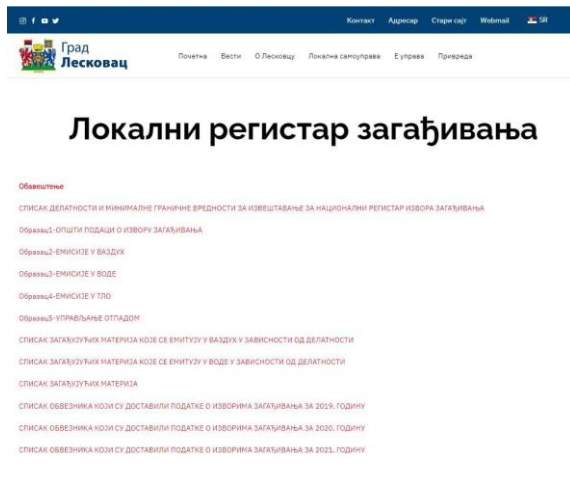 Контакт Адресар Стари сајт Webmail SR
Град
Лесковац
Почетна Вести О Лесковцу Локална самоуправа Е управа Привреда
Локални регистар загађивања
Обавештење
СПИСАК ДЕЛАТНОСТИ И МИНИМАЛНЕ ГРАНИЧНЕ ВРЕДНОСТИ ЗА ИЗВЕШТАВАЊЕ ЗА НАЦИОНАЛНИ РЕГИСТАР ИЗВОРА ЗАГАЂИВАЊА
Образац1-ОПШТИ ПОДАЦИ О ИЗВОРУ ЗАГАЂИВАЊА
Образац2-ЕМИСИЈЕ У ВАЗДУХ
Образац3-ЕМИСИЈЕ У ВОДЕ
Образац4-ЕМИСИЈЕ У ТЛО
Образац5-УПРАВЉАЊЕ ОТПАДОМ
СПИСАК ЗАГАЂУЈУЋИХ МАТЕРИЈА КОЈЕ СЕ ЕМИТУЈУ У ВАЗДУХ У ЗАВИСНОСТИ ОД ДЕЛАТНОСТИ
СПИСАК ЗАГАЂУЈУЋИХ МАТЕРИЈА КОЈЕ СЕ ЕМИТУЈУ У ВОДЕ У ЗАВИСНОСТИ ОД ДЕЛАТНОСТИ
СПИСАК ЗАГАЂУЈУЋИХ МАТЕРИЈА
СПИСАК ОБВЕЗНИКА КОЈИ СУ ДОСТАВИЛИ ПОДАТКЕ О ИЗВОРИМА ЗАГАЂИВАЊА ЗА 2019. ГОДИНУ
СПИСАК ОБВЕЗНИКА КОЈИ СУ ДОСТАВИЛИ ПОДАТКЕ О ИЗВОРИМА ЗАГАЂИВАЊА ЗА 2020. ГОДИНУ
СПИСАК ОБВЕЗНИКА КОЈИ СУ ДОСТАВИЛИ ПОДАТКЕ О ИЗВОРИМА ЗАГАЂИВАЊА ЗА 2021. ГОДИНУ